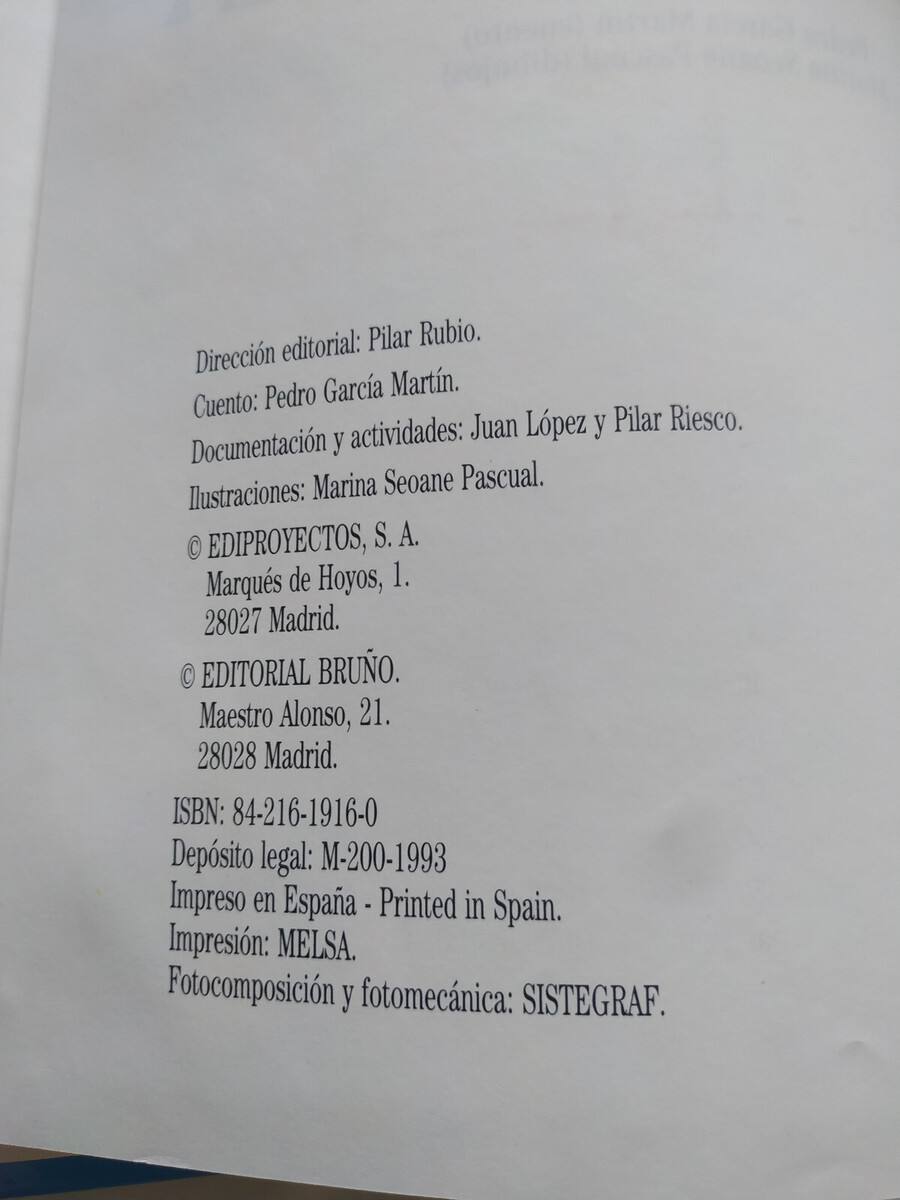 Dirección editorial: Pilar Rubio.
Cuento: Pedro García Martín.
Documentación y actividades: Juan López y Pilar Riesco.
Ilustraciones: Marina Seoane Pascual.
© EDIPROYECTOS, S. A.
Marqués de Hoyos, 1.
28027 Madrid.
© EDITORIAL BRUÑO.
Maestro Alonso, 21.
28028 Madrid.
ISBN: 84-216-1916-0
Depósito legal: M-200-1993
Impreso en España - Printed in Spain.
Impresión: MELSA.
Fotocomposición y fotomecánica: SISTEGRAF.